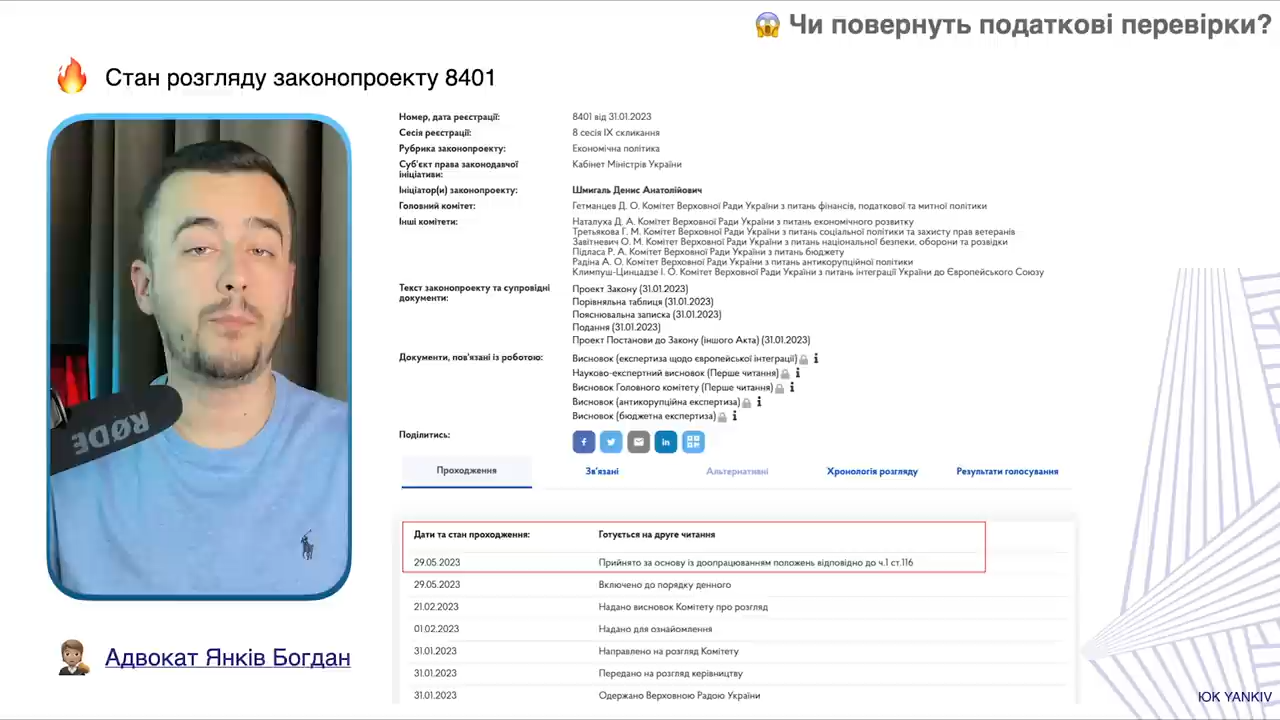 😱 Чи повернуть податкові перевірки?
🔥 Стан розгляду законопроекту 8401
Номер, дата реєстрації: 8401 від 31.01.2023
Сесія реєстрації: 8 сесія IX скликання
Рубрика законопроекту: Економічна політика
Суб'єкт права законодавчої ініціативи: Кабінет Міністрів України
Ініціатор(и) законопроекту: Шмигаль Денис Анатолійович
Головний комітет: Гетманцев Д. О. Комітет Верховної Ради України з питань фінансів, податкової та митної політики
Інші комітети: Наталуха Д. А. Комітет Верховної Ради України з питань економічного розвитку
Третьякова Г. М. Комітет Верховної Ради України з питань соціальної політики та захисту прав ветеранів
Завітневич О. М. Комітет Верховної Ради України з питань національної безпеки, оборони та розвідки
Підласа Р. А. Комітет Верховної Ради України з питань бюджету
Радіна А. О. Комітет Верховної Ради України з питань антикорупційної політики
Климпуш-Цинцадзе І. О. Комітет Верховної Ради України з питань інтеграції України до Європейського Союзу
Текст законопроекту та супровідні документи:
Проект Закону (31.01.2023)
Порівняльна таблиця (31.01.2023)
Пояснювальна записка (31.01.2023)
Подання (31.01.2023)
Проект Постанови до Закону (іншого Акта) (31.01.2023)
Документи, пов'язані із роботою:
Висновок (експертиза щодо європейської інтеграції)
Науково-експертний висновок (Перше читання)
Висновок Головного комітету (Перше читання)
Висновок (антикорупційна експертиза)
Висновок (бюджетна експертиза)
Поділитись:
Проходження Зв'язані Альтернативні Хронологія розгляду Результати голосування
Дати та стан проходження: Готується на друге читання
29.05.2023 Прийнято за основу із доопрацюванням положень відповідно до ч.1 ст.116
29.05.2023 Включено до порядку денного
21.02.2023 Надано висновок Комітету про розгляд
01.02.2023 Надано для ознайомлення
31.01.2023 Направлено на розгляд Комітету
31.01.2023 Передано на розгляд керівництву
31.01.2023 Одержано Верховною Радою України
RØDE
Адвокат Янків Богдан
ЮК YANKIV